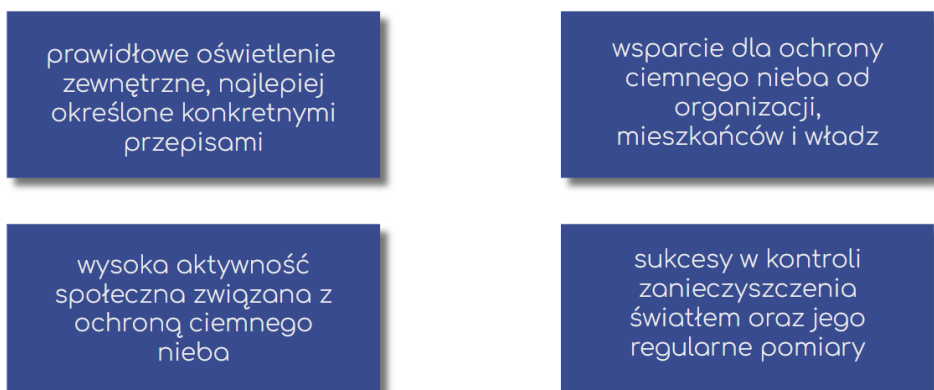 prawidłowe oświetlenie
zewnętrzne, najlepiej
określone konkretnymi
przepisami
wsparcie dla ochrony
ciemnego nieba od
organizacji,
mieszkańców i władz
wysoka aktywność
społeczna związana z
ochroną ciemnego
nieba
sukcesy w kontroli
zanieczyszczenia
światłem oraz jego
regularne pomiary